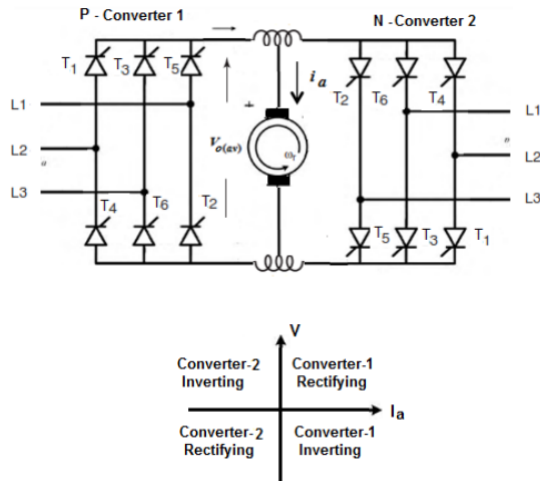 P - Converter 1
N - Converter 2
T1
T3
T5
i a
T2
T6
T4
L1
L2
"
L3
+
Vo(av)
ωr
L1
"
L2
L3
T4
T6
T2
T5
T3
T1
V
Converter-2
Inverting
Converter-1
Rectifying
Ia
Converter-2
Rectifying
Converter-1
Inverting